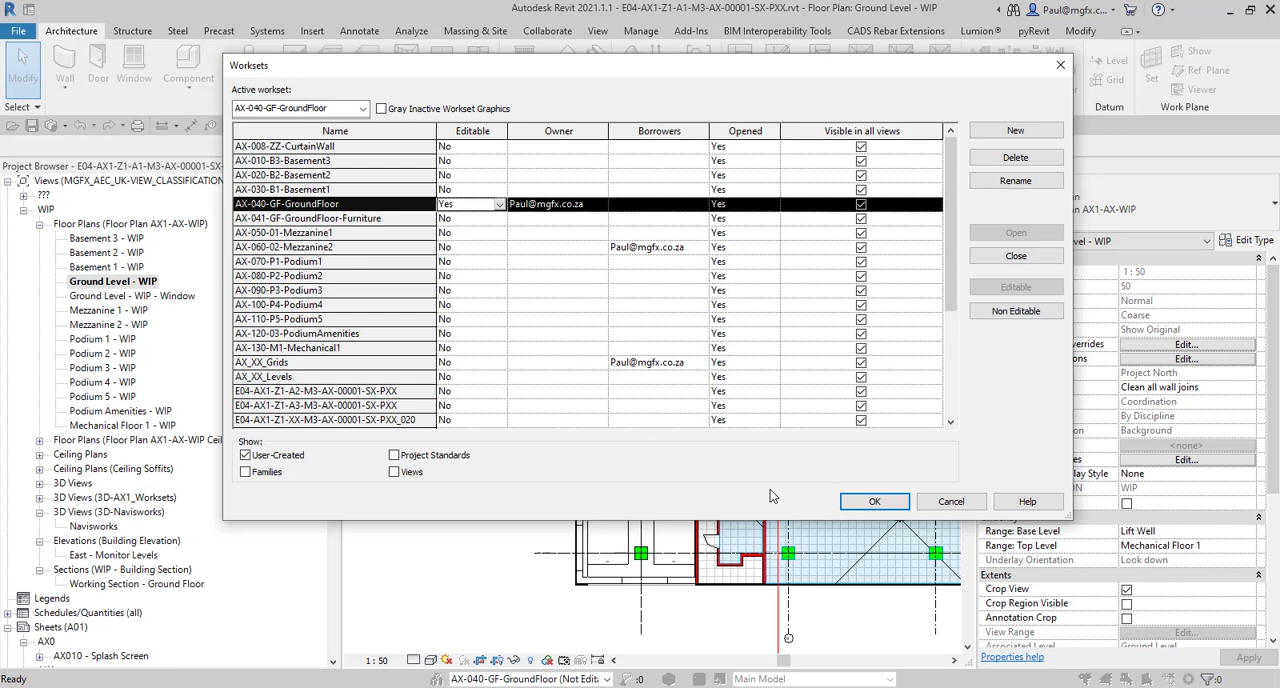 Autodesk Revit 2021.1.1 - E04-AX1-Z1-A1-M3-AX-00001-SX-PXX.rvt - Floor Plan: Ground Level - WIP
Paul@mgfx.c...
File Architecture Structure Steel Precast Systems Insert Annotate Analyze Massing & Site Collaborate View Manage Add-Ins BIM Interoperability Tools CADS Rebar Extensions Lumion® pyRevit Modify
Modify Wall Door Window Component
Select
Level
Grid
Datum
Set
Show
Ref Plane
Viewer
Work Plane
Project Browser - E04-AX1-Z1-A1-M3-AX-00001-SX
Views (MGFX_AEC_UK-VIEW_CLASSIFICATION
???
WIP
Floor Plans (Floor Plan AX1-AX-WIP)
Basement 3 - WIP
Basement 2 - WIP
Basement 1 - WIP
Ground Level - WIP
Ground Level - WIP - Window
Mezzanine 1 - WIP
Mezzanine 2 - WIP
Podium 1 - WIP
Podium 2 - WIP
Podium 3 - WIP
Podium 4 - WIP
Podium 5 - WIP
Podium Amenities - WIP
Mechanical Floor 1 - WIP
Floor Plans (Floor Plan AX1-AX-WIP Ceil
Ceiling Plans
Ceiling Plans (Ceiling Soffits)
3D Views
3D Views (3D-AX1_Worksets)
3D Views (3D-Navisworks)
Navisworks
Elevations (Building Elevation)
East - Monitor Levels
Sections (WIP - Building Section)
Working Section - Ground Floor
Legends
Schedules/Quantities (all)
Sheets (A01)
AX0
AX010 - Splash Screen
Worksets
Active workset:
AX-040-GF-GroundFloor
Gray Inactive Workset Graphics
Name Editable Owner Borrowers Opened Visible in all views
AX-008-ZZ-CurtainWall No Yes
AX-010-B3-Basement3 No Yes
AX-020-B2-Basement2 No Yes
AX-030-B1-Basement1 No Yes
AX-040-GF-GroundFloor Yes Paul@mgfx.co.za Yes
AX-041-GF-GroundFloor-Furniture No Yes
AX-050-01-Mezzanine1 No Yes
AX-060-02-Mezzanine2 No Paul@mgfx.co.za Yes
AX-070-P1-Podium1 No Yes
AX-080-P2-Podium2 No Yes
AX-090-P3-Podium3 No Yes
AX-100-P4-Podium4 No Yes
AX-110-P5-Podium5 No Yes
AX-120-03-PodiumAmenities No Yes
AX-130-M1-Mechanical1 No Yes
AX_XX_Grids No Paul@mgfx.co.za Yes
AX_XX_Levels No Yes
E04-AX1-Z1-A2-M3-AX-00001-SX-PXX No Yes
E04-AX1-Z1-A3-M3-AX-00001-SX-PXX No Yes
E04-AX1-Z1-XX-M3-AX-00001-SX-PXX_020 No Yes
New
Delete
Rename
Open
Close
Editable
Non Editable
Show:
User-Created Project Standards
Families Views
OK Cancel Help
an AX1-AX-WIP
vel - WIP Edit Type
1 : 50
50
Normal
Coarse
Show Original
verrides Edit...
ons Edit...
Project North
Clean all wall joins
Coordination
By Discipline
Background
<none>
es Edit...
splay Style None
ON WIP
Range: Base Level Lift Well
Range: Top Level Mechanical Floor 1
Underlay Orientation Look down
Extents
Crop View
Crop Region Visible
Annotation Crop
View Range Edit...
Associated Level Ground Level
Properties help Apply
1 : 50
Ready
AX-040-GF-GroundFloor (Not Edita
:0
Main Model
:0